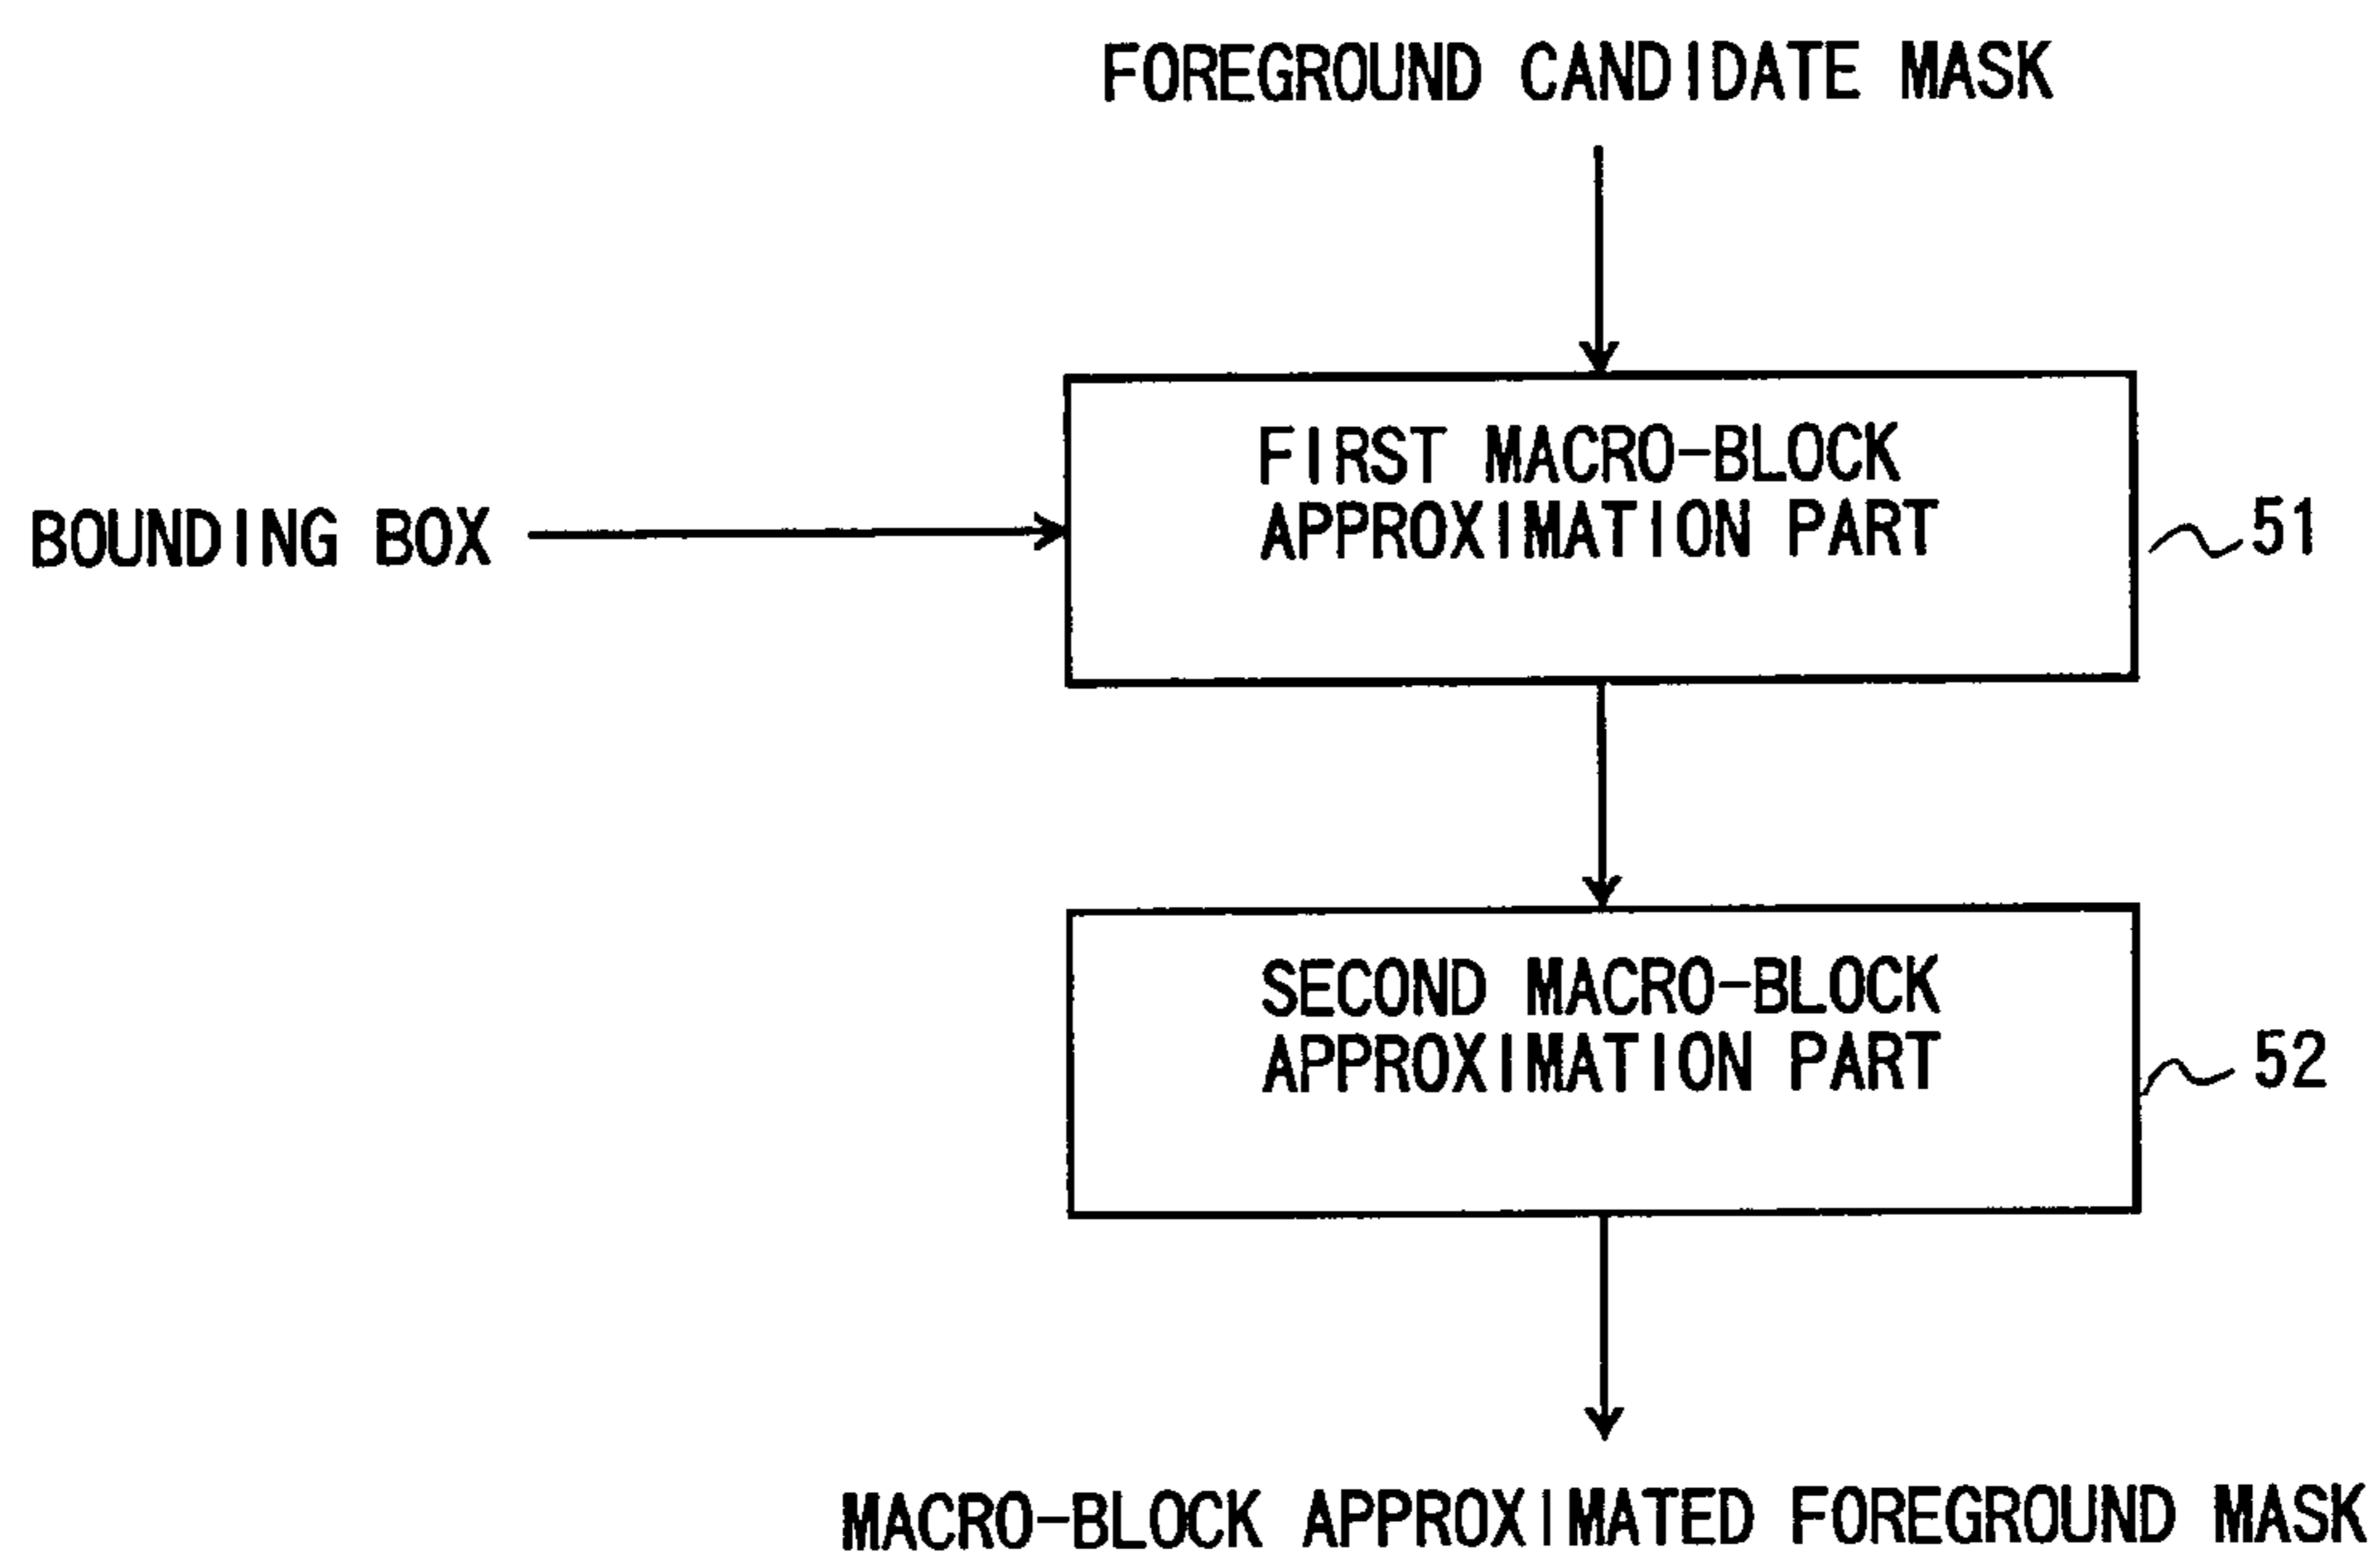 FOREGROUND CANDIDATE MASK
FIRST MACRO-BLOCK
APPROXIMATION PART
BOUNDING BOX
51
SECOND MACRO-BLOCK
APPROXIMATION PART
52
MACRO-BLOCK APPROXIMATED FOREGROUND MASK